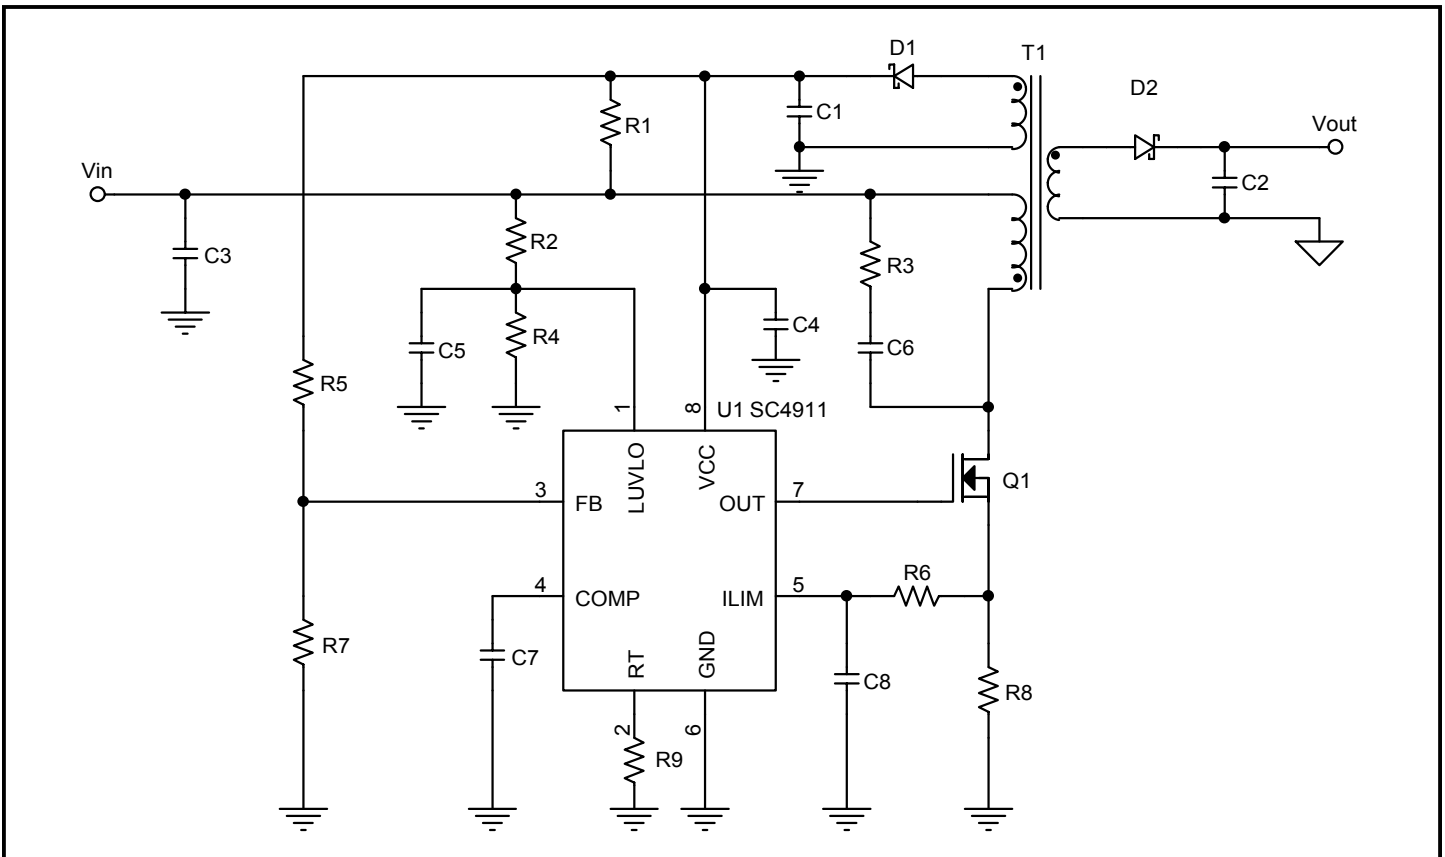 D1
T1
D2
C1
R1
Vout
Vin
C2
R2
C3
R3
C4
R4
C5
C6
R5
1
8
U1 SC4911
LUVLO
VCC
3
FB
OUT
7
Q1
R6
4
COMP
ILIM
5
R7
C7
RT
GND
C8
R8
2
6
R9